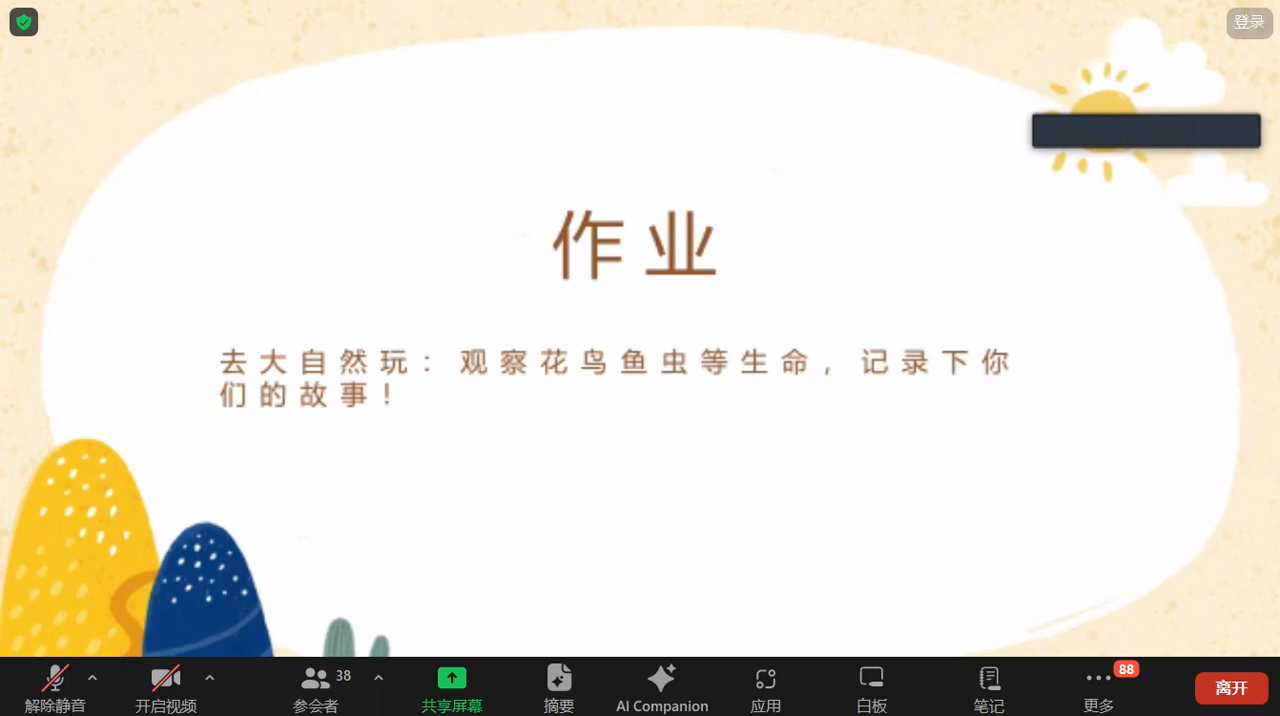 登录
作业
去大自然玩：观察花鸟鱼虫等生命，记录下你
们的故事！
解除静音
开启视频
38
参会者
共享屏幕
摘要
AI Companion
应用
白板
笔记
88
更多
离开